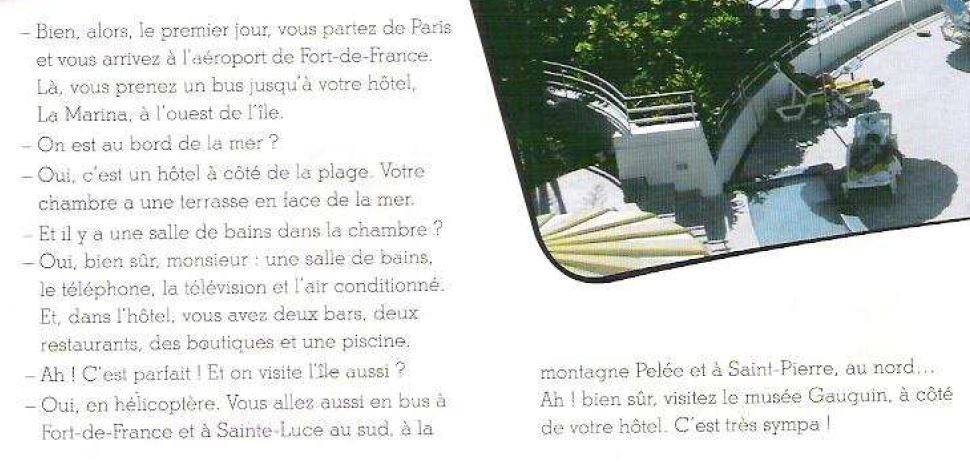 – Bien, alors, le premier jour, vous partez de Paris
et vous arrivez à l'aéroport de Fort-de-France.
Là, vous prenez un bus jusqu'à votre hôtel,
La Marina, à l'ouest de l'île.
– On est au bord de la mer ?
– Oui, c'est un hôtel à côté de la plage. Votre
chambre a une terrasse en face de la mer.
– Et il y a une salle de bains dans la chambre ?
– Oui, bien sûr, monsieur : une salle de bains,
le téléphone, la télévision et l'air conditionné.
Et, dans l'hôtel, vous avez deux bars, deux
restaurants, des boutiques et une piscine.
– Ah ! C'est parfait ! Et on visite l'île aussi ?
– Oui, en hélicoptère. Vous allez aussi en bus à
Fort-de-France et à Sainte-Luce au sud, à la
montagne Pelée et à Saint-Pierre, au nord…
Ah ! bien sûr, visitez le musée Gauguin, à côté
de votre hôtel. C'est très sympa !